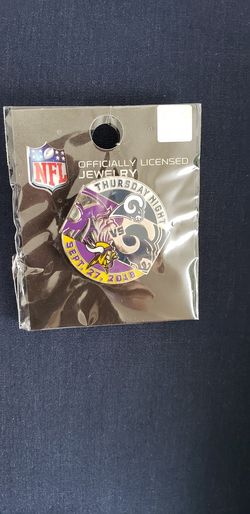 NFL
OFFICIALLY LICENSED
JEWELRY
THURSDAY NIGHT
VS
SEPT. 27, 2018